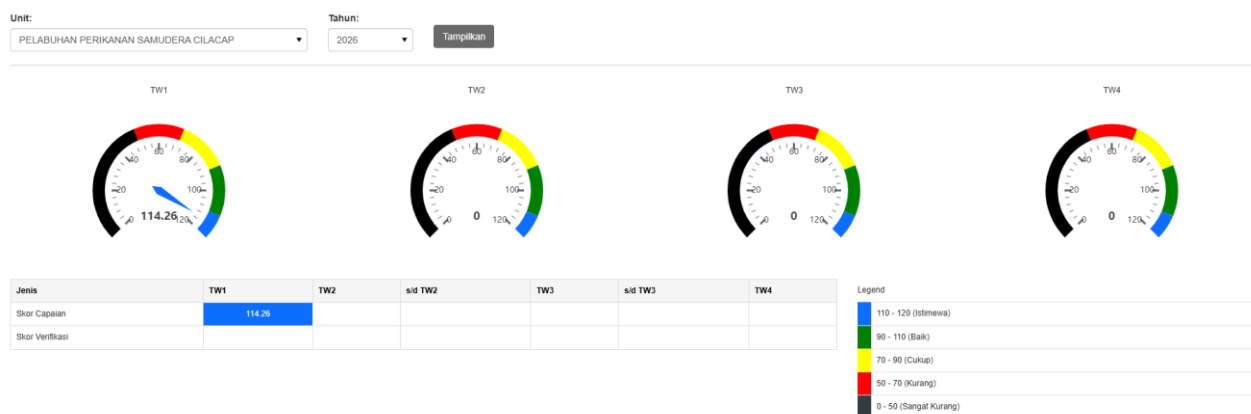 Unit: Tahun:
PELABUHAN PERIKANAN SAMUDERA CILACAP 2026 Tampilkan
TW1 TW2 TW3 TW4
0 20 40 60 80 100 120 114.26
0 20 40 60 80 100 120 0
0 20 40 60 80 100 120 0
0 20 40 60 80 100 120 0
Jenis TW1 TW2 s/d TW2 TW3 s/d TW3 TW4
Skor Capaian 114.26
Skor Verifikasi
Legend
110 - 120 (Istimewa)
90 - 110 (Baik)
70 - 90 (Cukup)
50 - 70 (Kurang)
0 - 50 (Sangat Kurang)